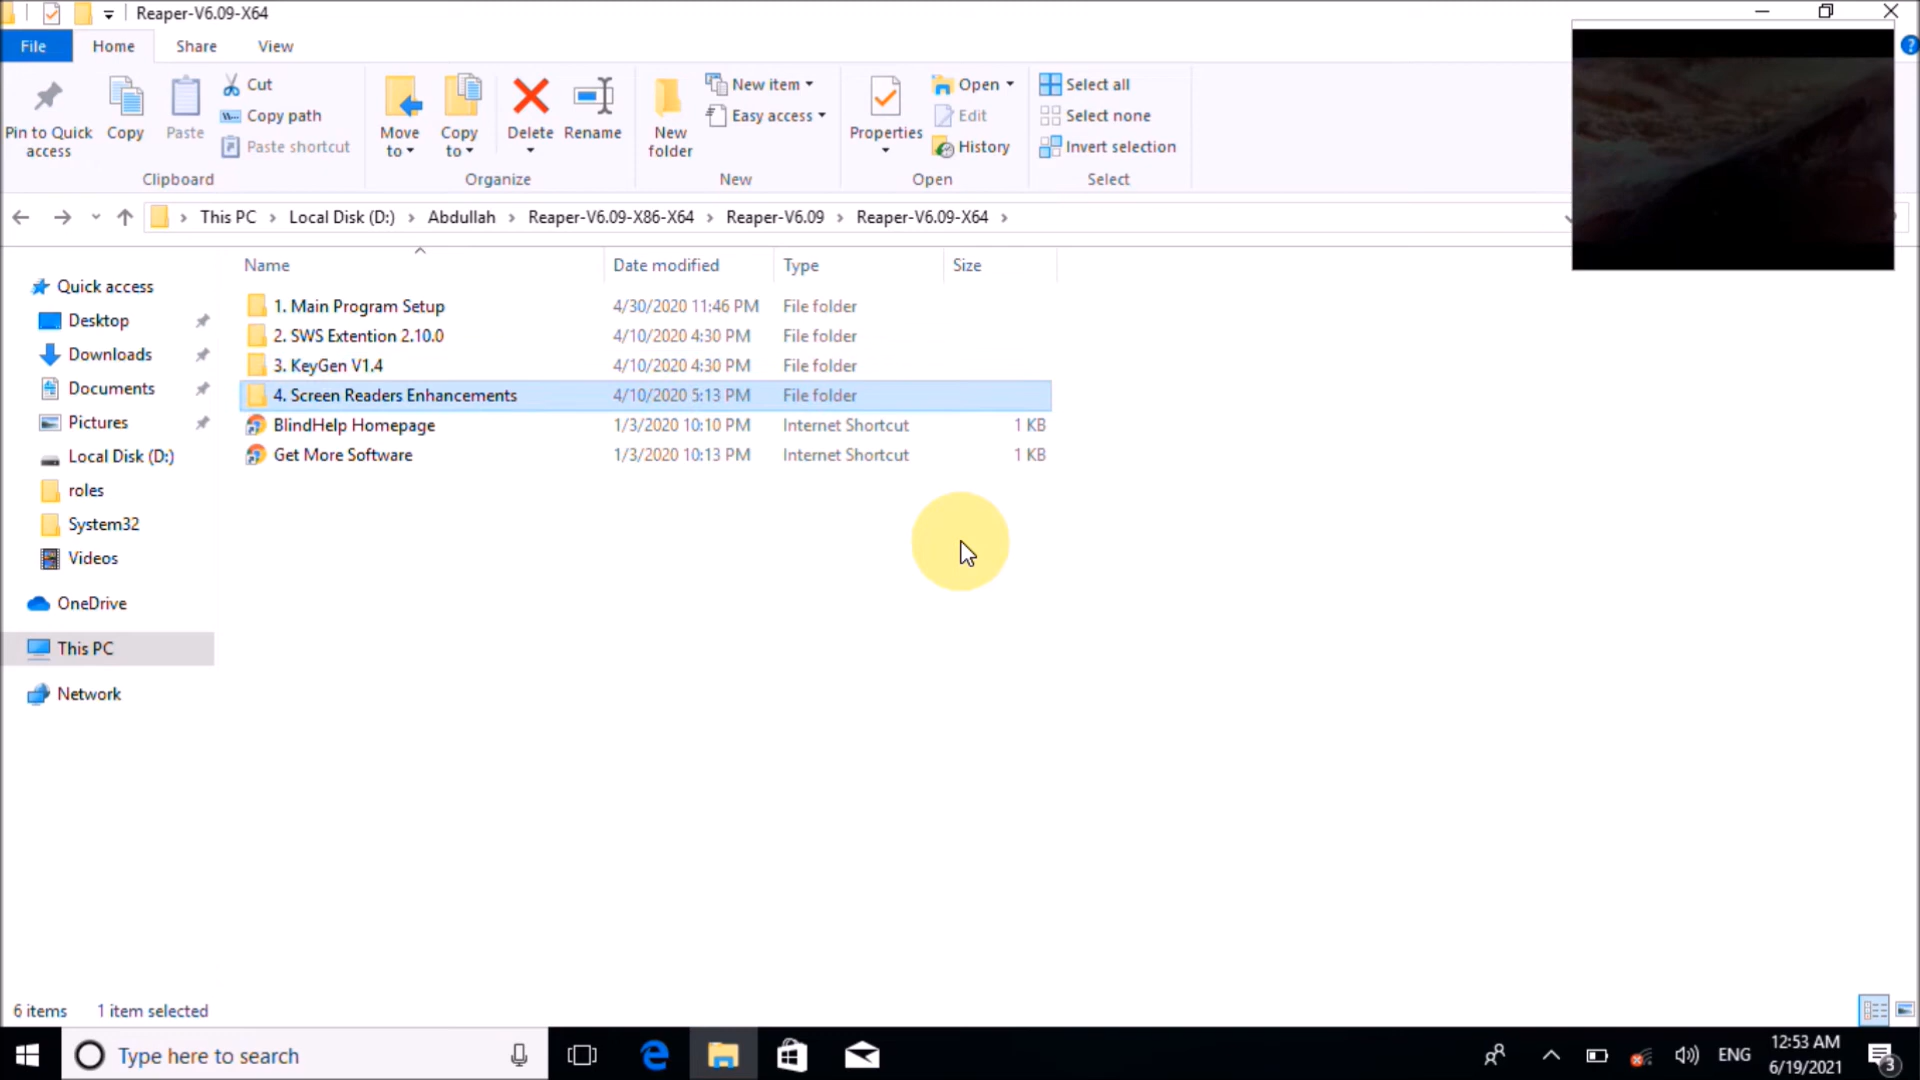 Reaper-V6.09-X64
File Home Share View
Pin to Quick access
Copy
Paste
Cut
Copy path
Paste shortcut
Clipboard
Move to
Copy to
Delete
Rename
Organize
New folder
New item
Easy access
New
Properties
Open
Edit
History
Open
Select all
Select none
Invert selection
Select
This PC > Local Disk (D:) > Abdullah > Reaper-V6.09-X86-X64 > Reaper-V6.09 > Reaper-V6.09-X64 >
Name Date modified Type Size
1. Main Program Setup 4/30/2020 11:46 PM File folder
2. SWS Extention 2.10.0 4/10/2020 4:30 PM File folder
3. KeyGen V1.4 4/10/2020 4:30 PM File folder
4. Screen Readers Enhancements 4/10/2020 5:13 PM File folder
BlindHelp Homepage 1/3/2020 10:10 PM Internet Shortcut 1 KB
Get More Software 1/3/2020 10:13 PM Internet Shortcut 1 KB
Quick access
Desktop
Downloads
Documents
Pictures
Local Disk (D:)
roles
System32
Videos
OneDrive
This PC
Network
6 items 1 item selected
Type here to search
ENG
12:53 AM
6/19/2021
3